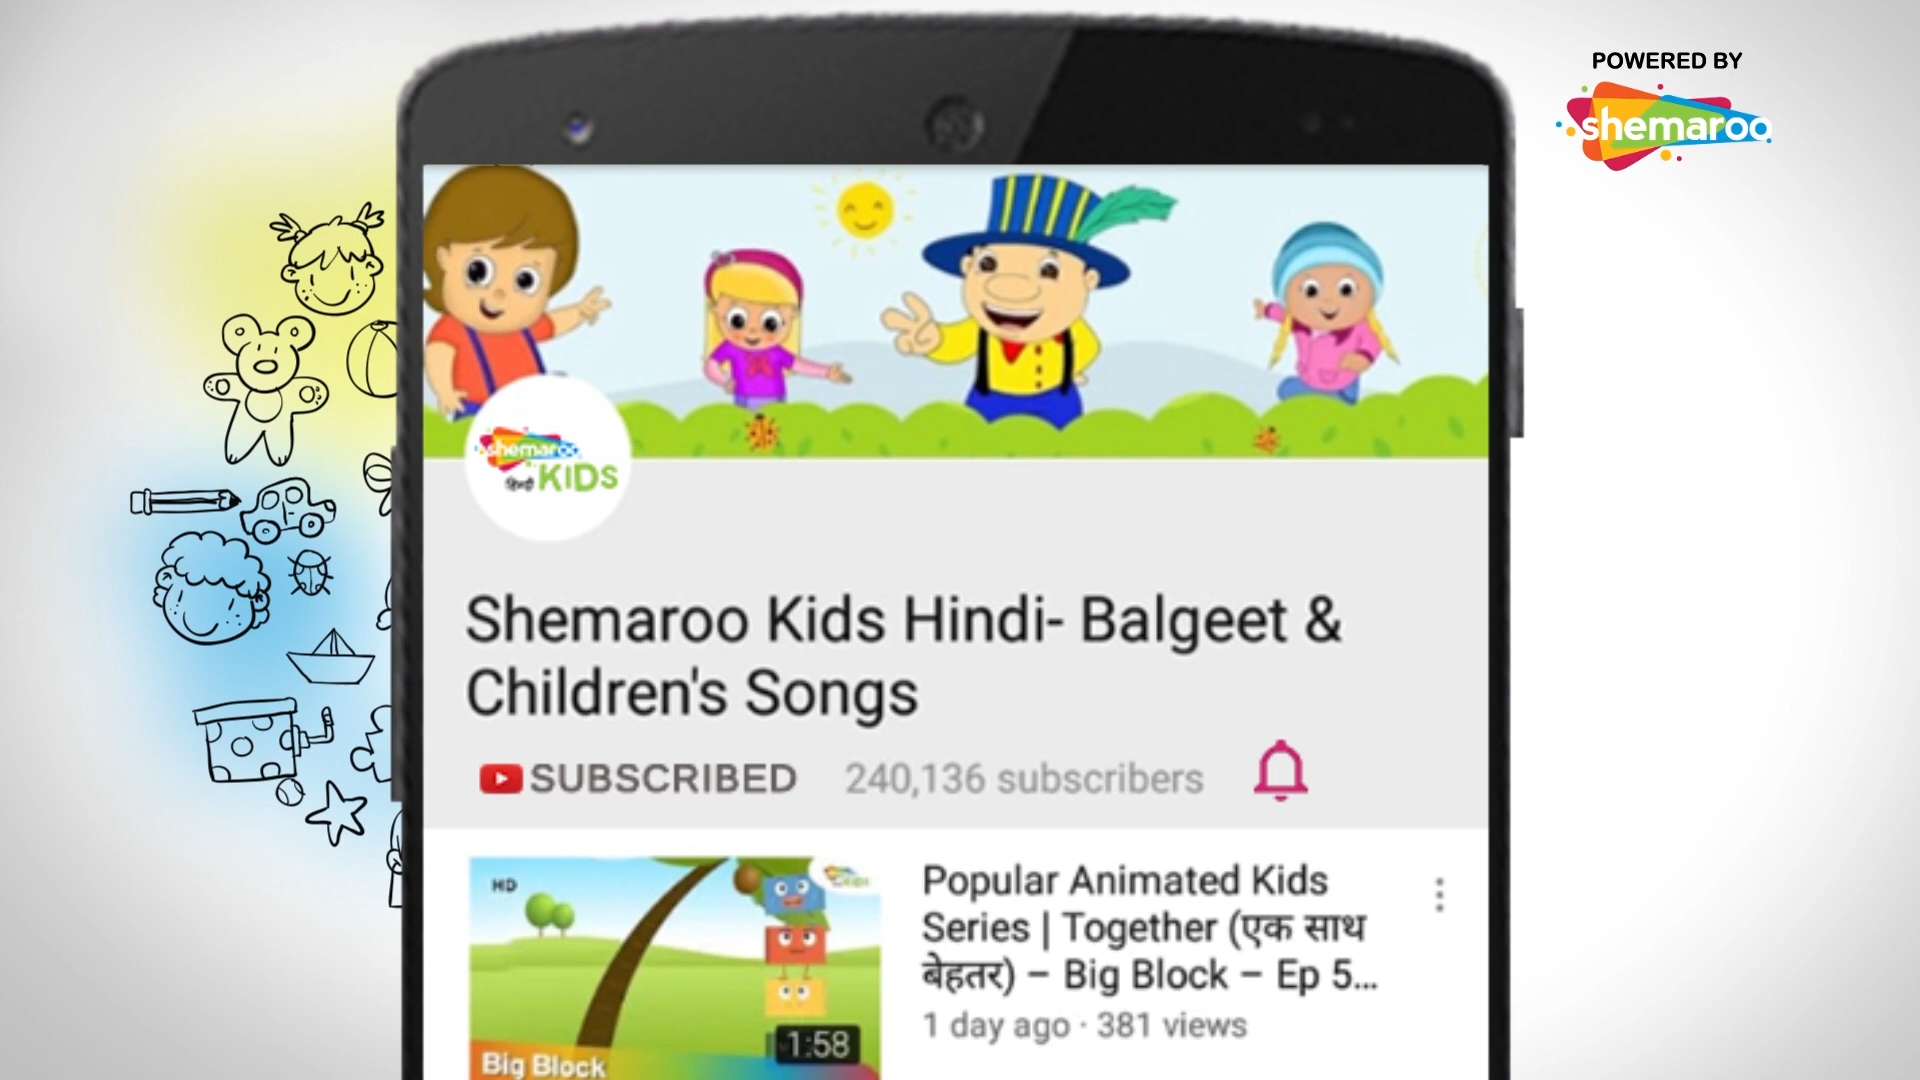 POWERED BY
shemaroo
shemaroo
हिन्दी KIDS
Shemaroo Kids Hindi- Balgeet &
Children's Songs
SUBSCRIBED 240,136 subscribers
HD
Popular Animated Kids
Series | Together (एक साथ
बेहतर) – Big Block – Ep 5...
1 day ago · 381 views
1:58
Big Block